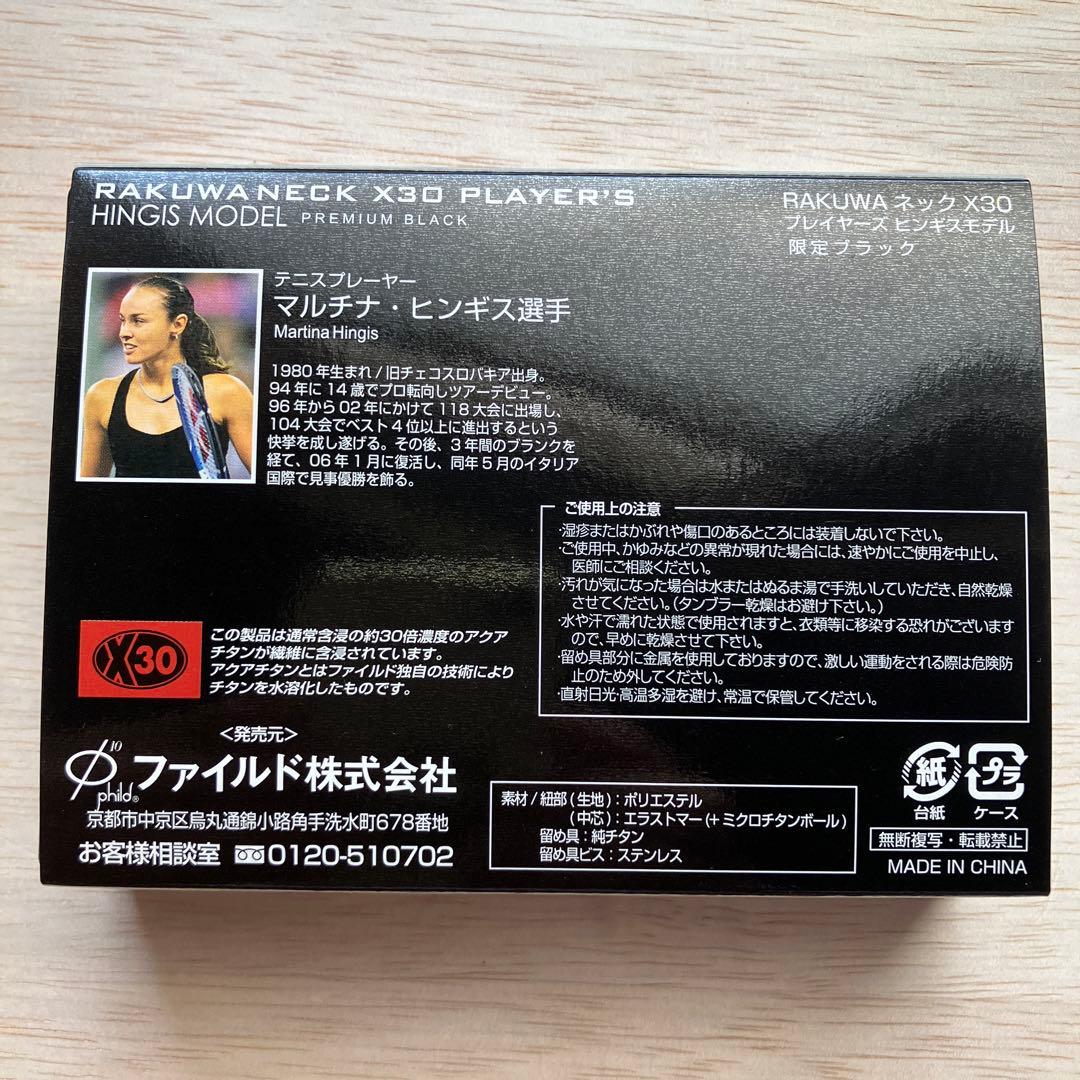 RAKUWANECK X30 PLAYER'S
HINGIS MODEL PREMIUM BLACK
RAKUWA ネック X30
プレイヤーズ ヒンギスモデル
限定ブラック
テニスプレーヤー
マルチナ・ヒンギス選手
Martina Hingis
1980年生まれ/旧チェコスロバキア出身。
94年に14歳でプロ転向しツアーデビュー。
96年から02年にかけて118大会に出場し、
104大会でベスト4位以上に進出するという
快挙を成し遂げる。その後、3年間のブランクを
経て、06年1月に復活し、同年5月のイタリア
国際で見事優勝を飾る。
ご使用上の注意
・湿疹またはかぶれや傷口のあるところには装着しないで下さい。
・ご使用中、かゆみなどの異常が現れた場合には、速やかにご使用を中止し、
医師にご相談ください。
・汚れが気になった場合は水またはぬるま湯で手洗いしていただき、自然乾燥
させてください。(タンブラー乾燥はお避け下さい。)
・水や汗で濡れた状態で使用されますと、衣類等に移染する恐れがございます
ので、早めに乾燥させて下さい。
・留め具部分に金属を使用しておりますので、激しい運動をされる際は危険防
止のため外してください。
・直射日光・高温多湿を避け、常温で保管してください。
X30
この製品は通常含浸の約30倍濃度のアクア
チタンが繊維に含浸されています。
アクアチタンとはファイルド独自の技術により
チタンを水溶化したものです。
<発売元>
10
phild®
ファイルド株式会社
京都市中京区烏丸通錦小路角手洗水町678番地
お客様相談室 0120-510702
素材/紐部(生地):ポリエステル
(中芯):エラストマー(+ミクロチタンボール)
留め具:純チタン
留め具ビス:ステンレス
紙
台紙
プラ
ケース
無断複写・転載禁止
MADE IN CHINA